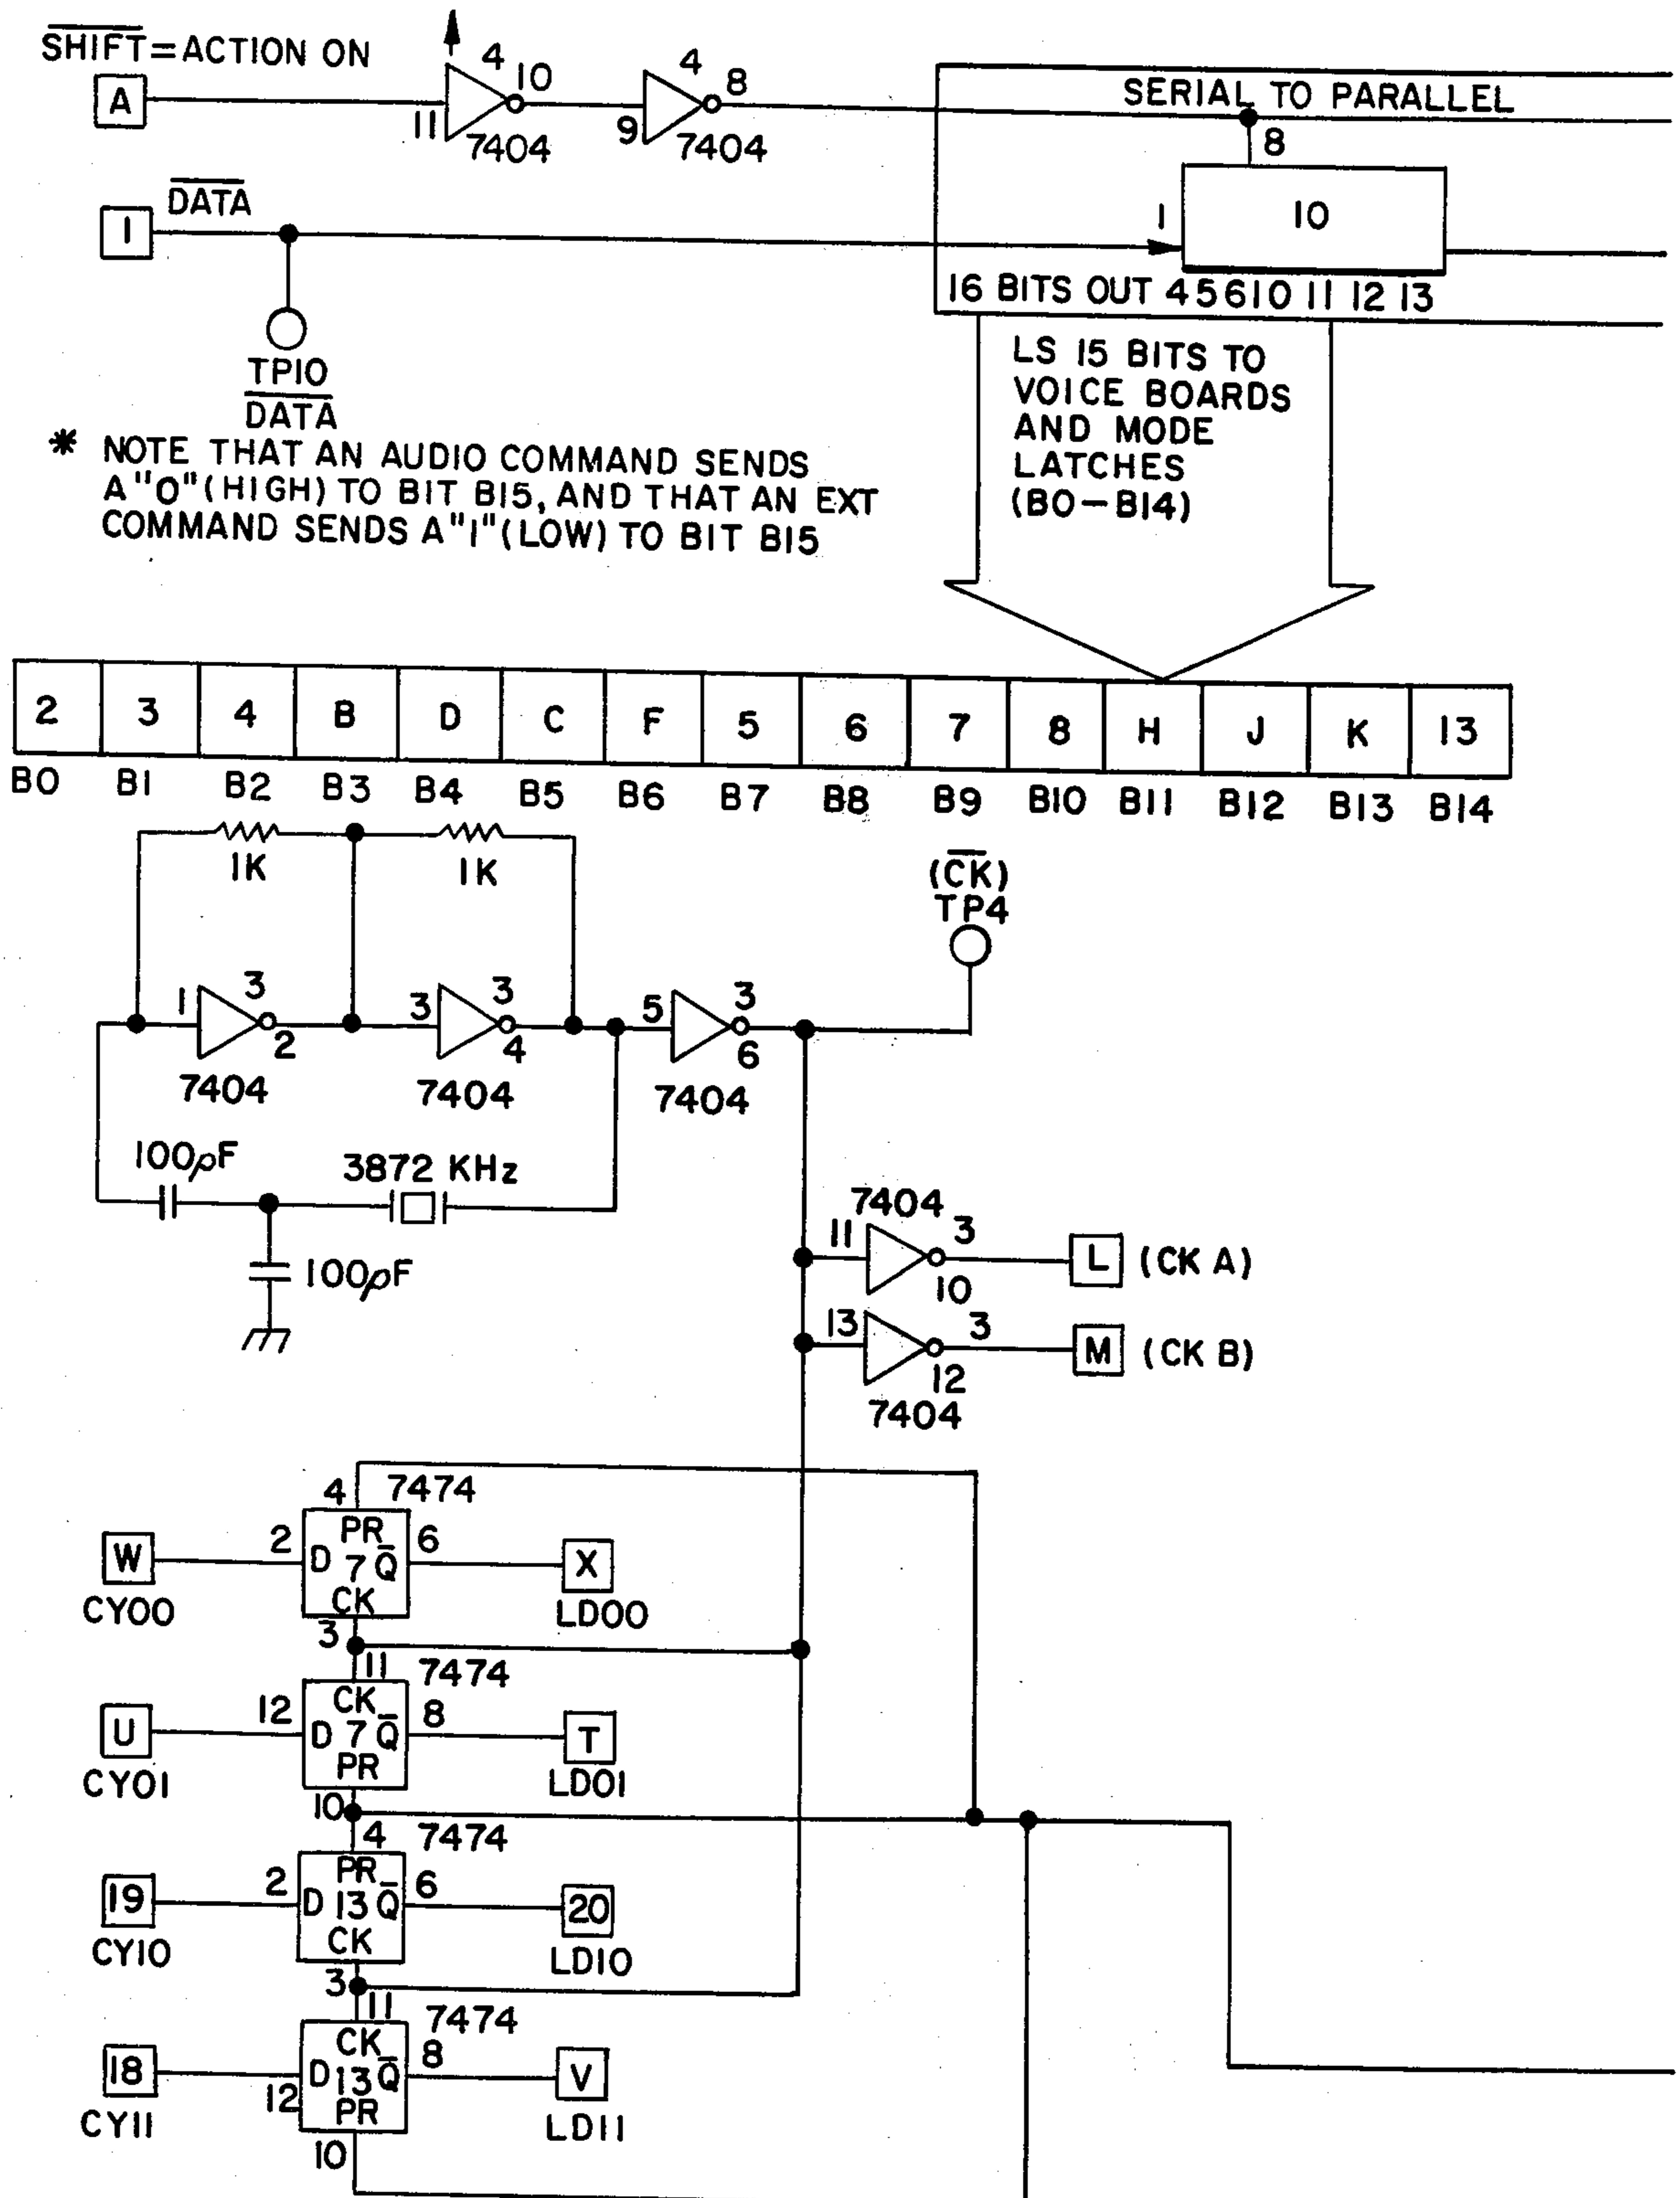 SHIFT=ACTION ON
A
11
4
10
7404
9
4
8
7404
SERIAL TO PARALLEL
8
1
10
16 BITS OUT 4 5 6 10 11 12 13
1
DATA
TP10
DATA
LS 15 BITS TO
VOICE BOARDS
AND MODE
LATCHES
(B0-B14)
* NOTE THAT AN AUDIO COMMAND SENDS
A "0" (HIGH) TO BIT B15, AND THAT AN EXT
COMMAND SENDS A "1" (LOW) TO BIT B15
2 3 4 B D C F 5 6 7 8 H J K 13
B0 B1 B2 B3 B4 B5 B6 B7 B8 B9 B10 B11 B12 B13 B14
1K
1K
(CK)
TP4
1
3
2
7404
3
3
4
7404
5
3
6
7404
100pF
3872 KHz
100pF
7404
11
3
10
L
(CK A)
13
3
12
M
(CK B)
7404
4
7474
W
2
PR
D 7 Q
CK
6
X
CY00
LD00
3
11
7474
U
12
CK
D 7 Q
PR
8
T
CY01
LD01
10
4
7474
19
2
PR
D 13 Q
CK
6
20
CY10
LD10
3
11
7474
18
12
CK
D 13 Q
PR
8
V
CY11
LD11
10